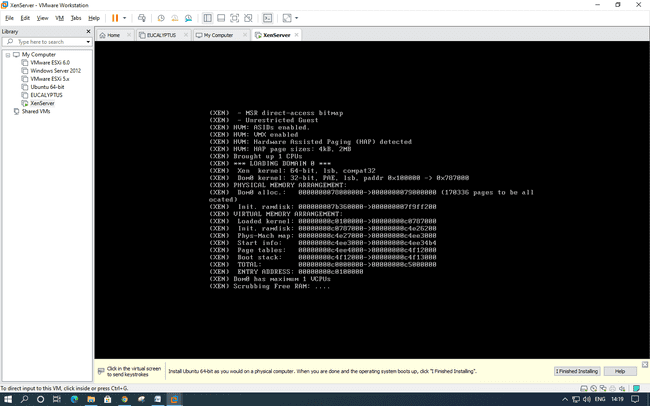 XenServer - VMware Workstation
File Edit View VM Tabs Help
Library
Type here to search
My Computer
VMware ESXi 6.0
Windows Server 2012
VMware ESXi 5.x
Ubuntu 64-bit
EUCALYPTUS
XenServer
Shared VMs
Home EUCALYPTUS My Computer XenServer
(XEN) - MSR direct-access bitmap
(XEN) - Unrestricted Guest
(XEN) HVM: ASIDs enabled.
(XEN) HVM: VMX enabled
(XEN) HVM: Hardware Assisted Paging (HAP) detected
(XEN) HVM: HAP page sizes: 4kB, 2MB
(XEN) Brought up 1 CPUs
(XEN) *** LOADING DOMAIN 0 ***
(XEN) Xen kernel: 64-bit, lsb, compat32
(XEN) Dom0 kernel: 32-bit, PAE, lsb, paddr 0x100000 -> 0x787000
(XEN) PHYSICAL MEMORY ARRANGEMENT:
(XEN) Dom0 alloc.: 0000000078000000->0000000079000000 (170336 pages to be all
ocated)
(XEN) Init. ramdisk: 000000007b360000->000000007f9ff200
(XEN) VIRTUAL MEMORY ARRANGEMENT:
(XEN) Loaded kernel: 00000000c0100000->00000000c0787000
(XEN) Init. ramdisk: 00000000c0787000->00000000c4e26200
(XEN) Phys-Mach map: 00000000c4e27000->00000000c4ee3000
(XEN) Start info: 00000000c4ee3000->00000000c4ee34b4
(XEN) Page tables: 00000000c4ee4000->00000000c4f12000
(XEN) Boot stack: 00000000c4f12000->00000000c4f13000
(XEN) TOTAL: 00000000c0000000->00000000c5000000
(XEN) ENTRY ADDRESS: 00000000c0100000
(XEN) Dom0 has maximum 1 VCPUs
(XEN) Scrubbing Free RAM: ....
Click in the virtual screen
to send keystrokes
Install Ubuntu 64-bit as you would on a physical computer. When you are done and the operating system boots up, click "I Finished Installing".
I Finished Installing
Help
To direct input to this VM, click inside or press Ctrl+G.
ENG 14:19